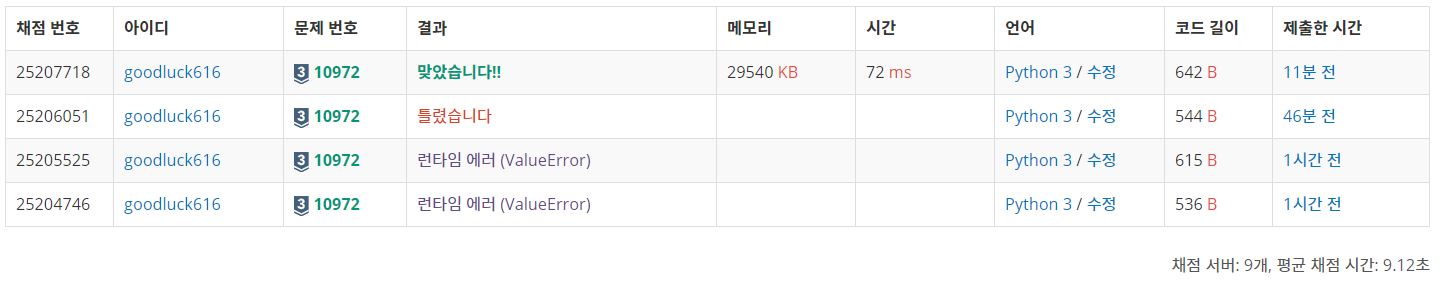 채점 번호 아이디 문제 번호 결과 메모리 시간 언어 코드 길이 제출한 시간
25207718 goodluck616 3 10972 맞았습니다!! 29540 KB 72 ms Python 3 / 수정 642 B 11분 전
25206051 goodluck616 3 10972 틀렸습니다 Python 3 / 수정 544 B 46분 전
25205525 goodluck616 3 10972 런타임 에러 (ValueError) Python 3 / 수정 615 B 1시간 전
25204746 goodluck616 3 10972 런타임 에러 (ValueError) Python 3 / 수정 536 B 1시간 전
채점 서버: 9개, 평균 채점 시간: 9.12초